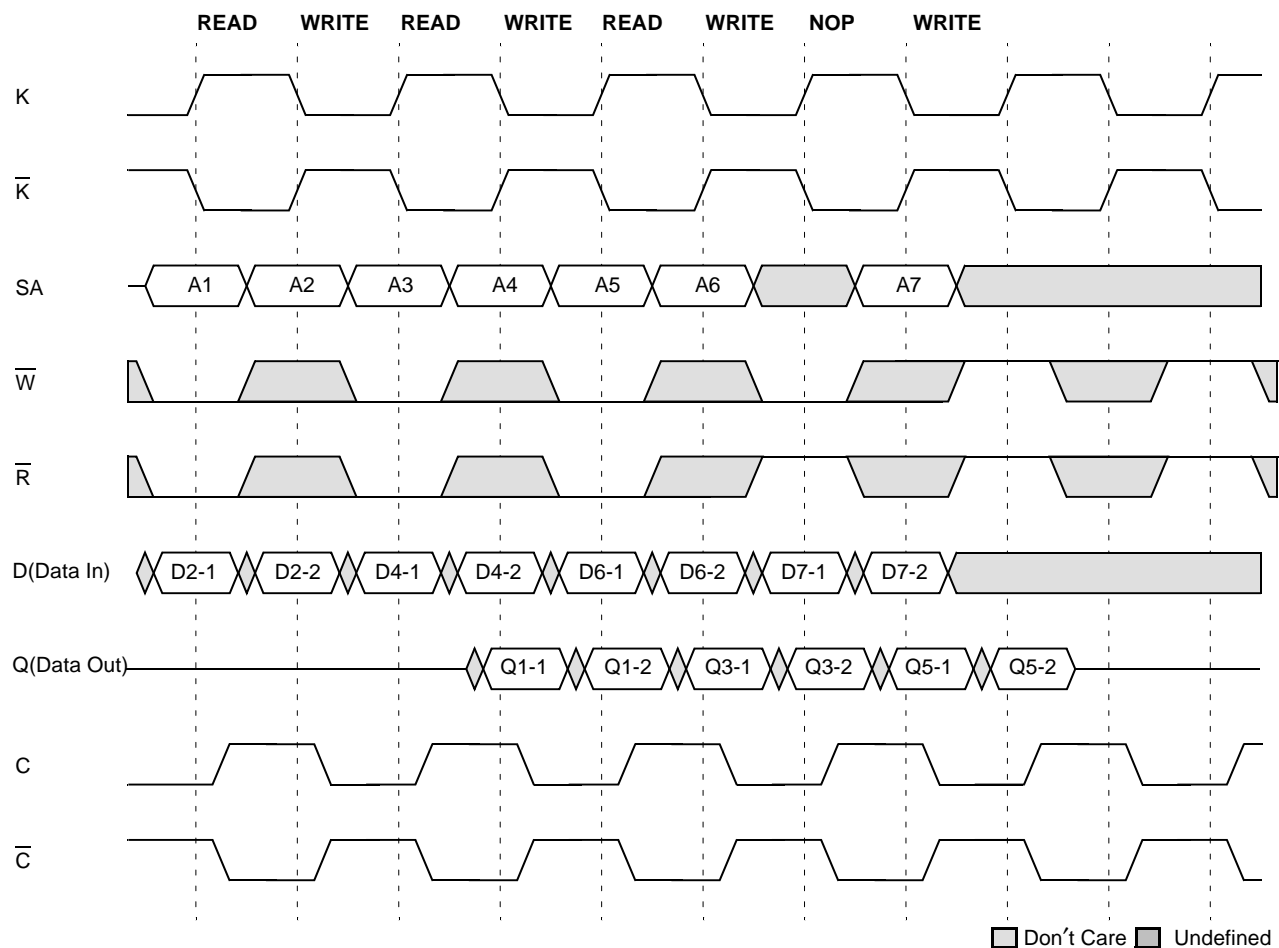 READ WRITE READ WRITE READ WRITE NOP WRITE
K
K̅
SA A1 A2 A3 A4 A5 A6 A7
W̅
R̅
D(Data In) D2-1 D2-2 D4-1 D4-2 D6-1 D6-2 D7-1 D7-2
Q(Data Out) Q1-1 Q1-2 Q3-1 Q3-2 Q5-1 Q5-2
C
C̅
Don′t Care Undefined